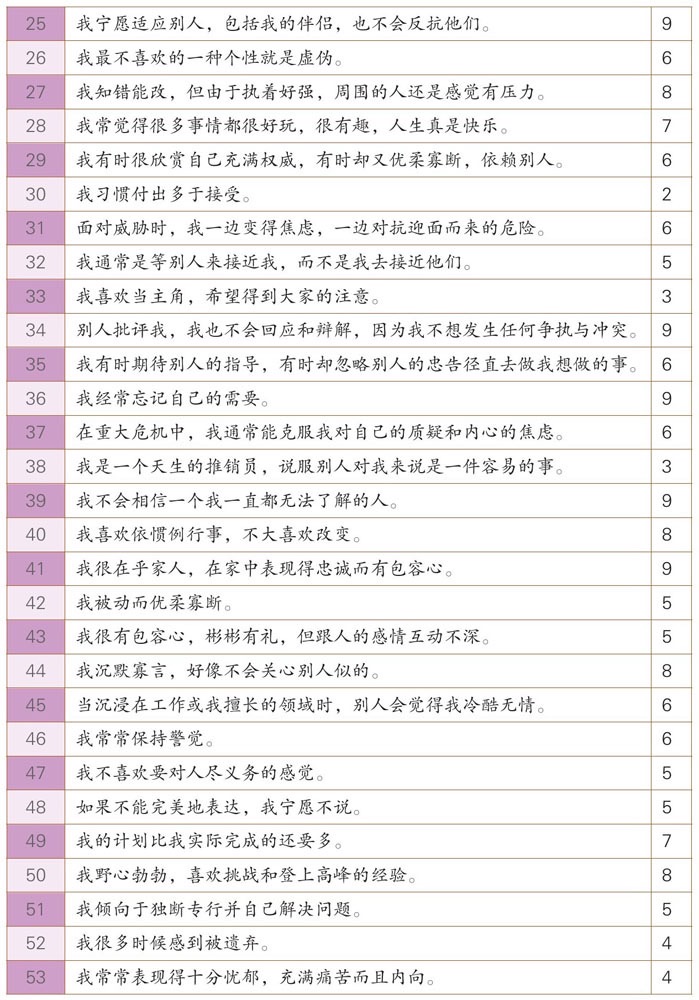 25 我宁愿适应别人，包括我的伴侣，也不会反抗他们。 9
26 我最不喜欢的一种个性就是虚伪。 6
27 我知错能改，但由于执着好强，周围的人还是感觉有压力。 8
28 我常觉得很多事情都很好玩，很有趣，人生真是快乐。 7
29 我有时很欣赏自己充满权威，有时却又优柔寡断，依赖别人。 6
30 我习惯付出多于接受。 2
31 面对威胁时，我一边变得焦虑，一边对抗迎面而来的危险。 6
32 我通常是等别人来接近我，而不是我去接近他们。 5
33 我喜欢当主角，希望得到大家的注意。 3
34 别人批评我，我也不会回应和辩解，因为我不想发生任何争执与冲突。 9
35 我有时期待别人的指导，有时却忽略别人的忠告径直去做我想做的事。 6
36 我经常忘记自己的需要。 9
37 在重大危机中，我通常能克服我对自己的质疑和内心的焦虑。 6
38 我是一个天生的推销员，说服别人对我来说是一件容易的事。 3
39 我不会相信一个我一直都无法了解的人。 9
40 我喜欢依惯例行事，不大喜欢改变。 8
41 我很在乎家人，在家中表现得忠诚而有包容心。 9
42 我被动而优柔寡断。 5
43 我很有包容心，彬彬有礼，但跟人的感情互动不深。 5
44 我沉默寡言，好像不会关心别人似的。 8
45 当沉浸在工作或我擅长的领域时，别人会觉得我冷酷无情。 6
46 我常常保持警觉。 6
47 我不喜欢要对人尽义务的感觉。 5
48 如果不能完美地表达，我宁愿不说。 5
49 我的计划比我实际完成的还要多。 7
50 我野心勃勃，喜欢挑战和登上高峰的经验。 8
51 我倾向于独断专行并自己解决问题。 5
52 我很多时候感到被遗弃。 4
53 我常常表现得十分忧郁，充满痛苦而且内向。 4